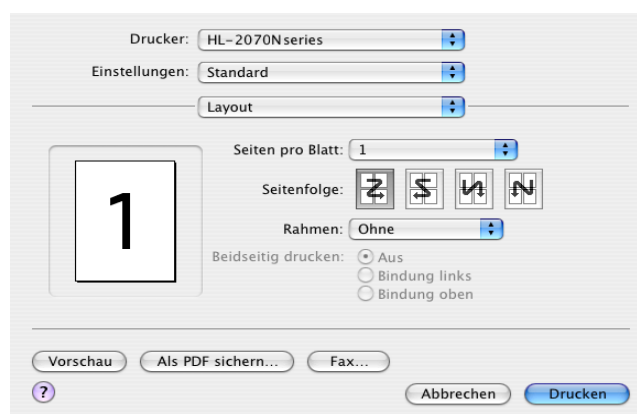 Drucker: HL-2070N series
Einstellungen: Standard
Layout
Seiten pro Blatt: 1
Seitenfolge:
Rahmen: Ohne
Beidseitig drucken: Aus
Bindung links
Bindung oben
1
Vorschau Als PDF sichern... Fax...
? Abbrechen Drucken